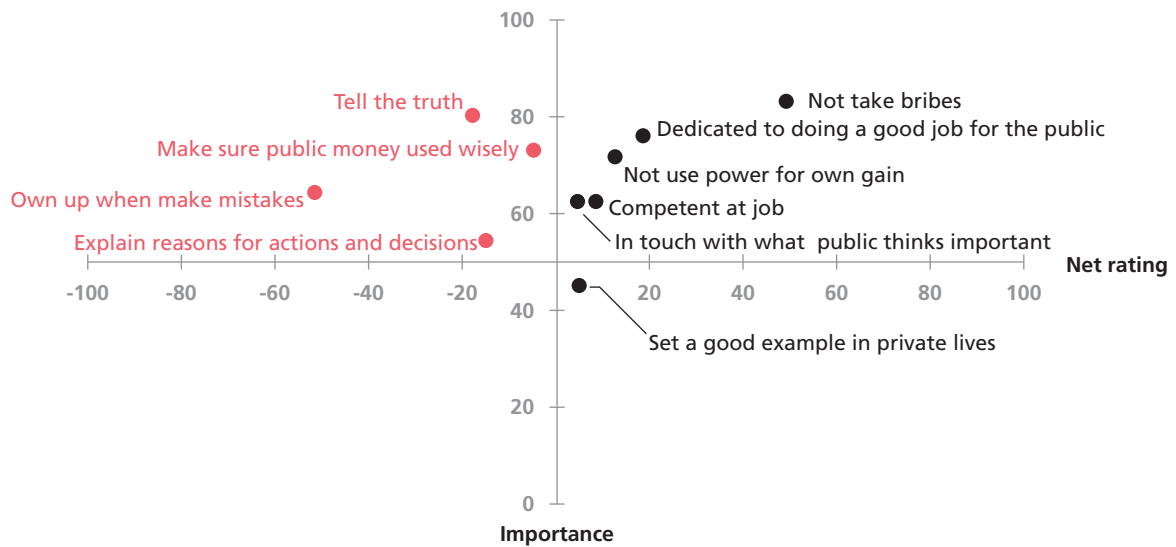 100
Tell the truth
Not take bribes
80
Dedicated to doing a good job for the public
Make sure public money used wisely
Not use power for own gain
Own up when make mistakes
Competent at job
60
Explain reasons for actions and decisions
In touch with what public thinks important
Net rating
-100 -80 -60 -40 -20 20 40 60 80 100
40
Set a good example in private lives
20
0
Importance